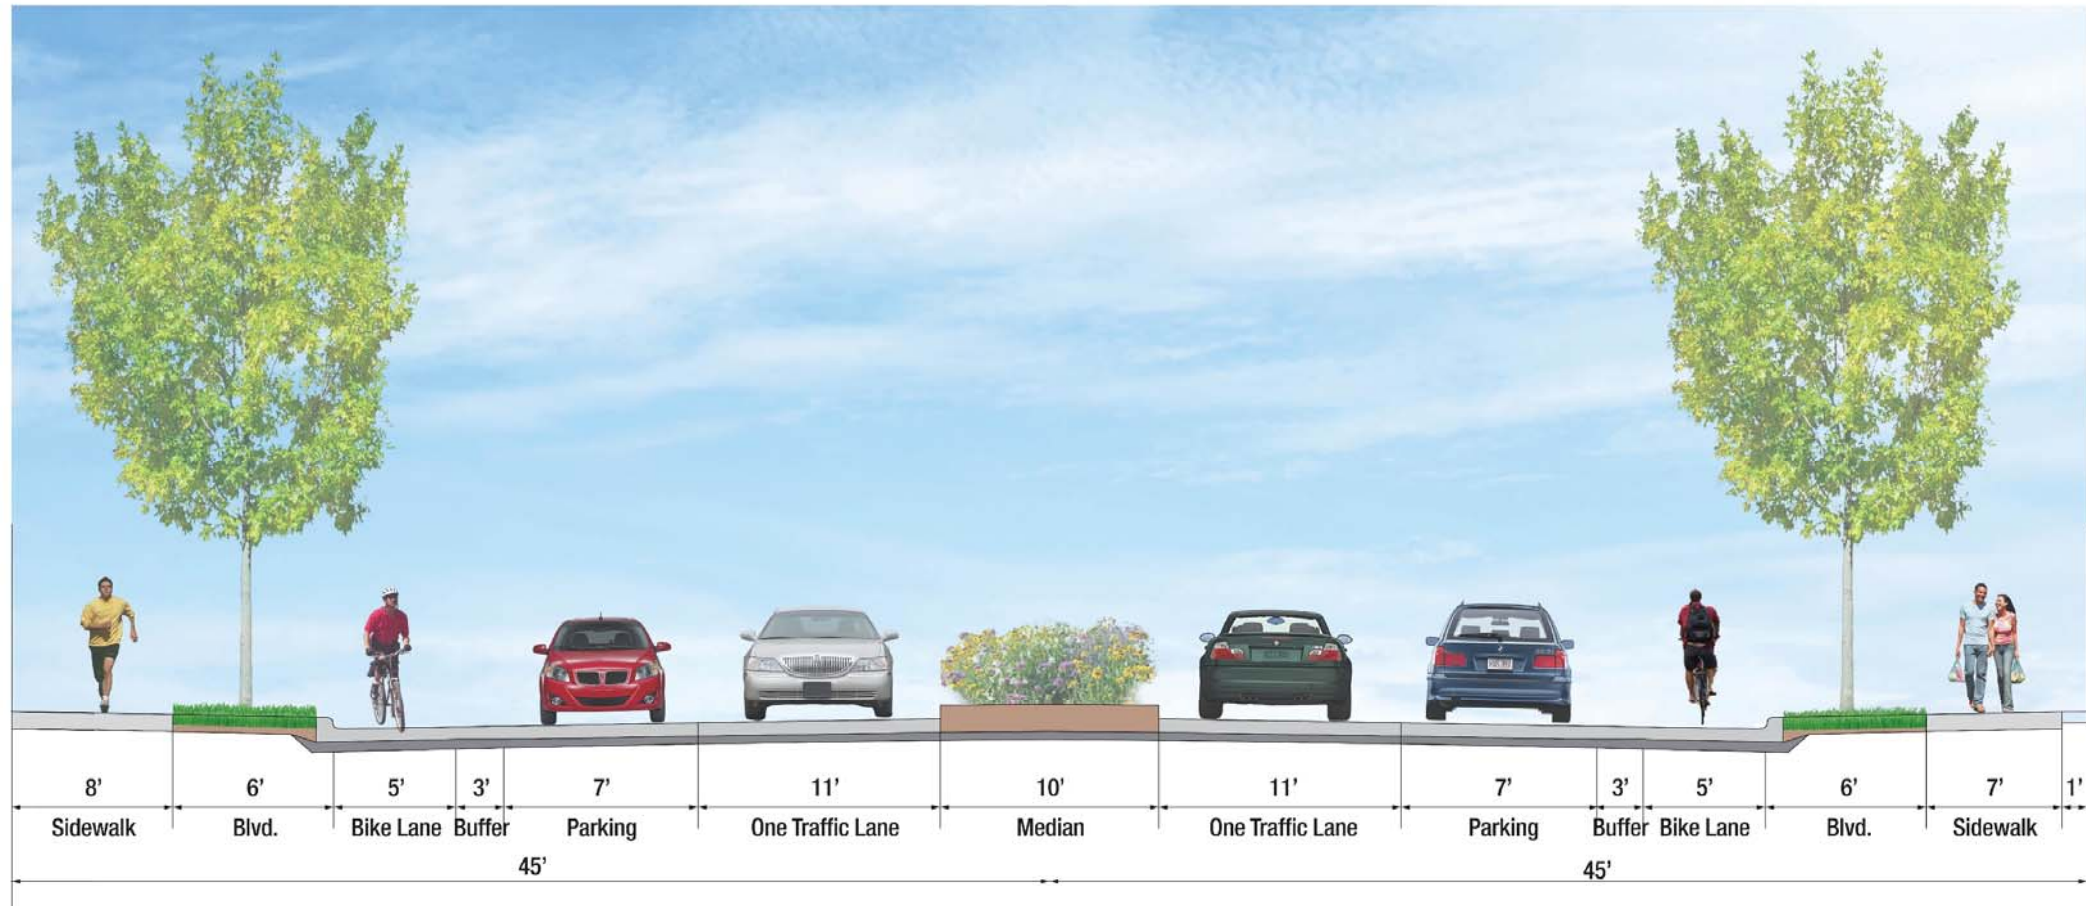 8' 6' 5' 3' 7' 11' 10' 11' 7' 3' 5' 6' 7' 1'
Sidewalk Blvd. Bike Lane Buffer Parking One Traffic Lane Median One Traffic Lane Parking Buffer Bike Lane Blvd. Sidewalk
45' 45'